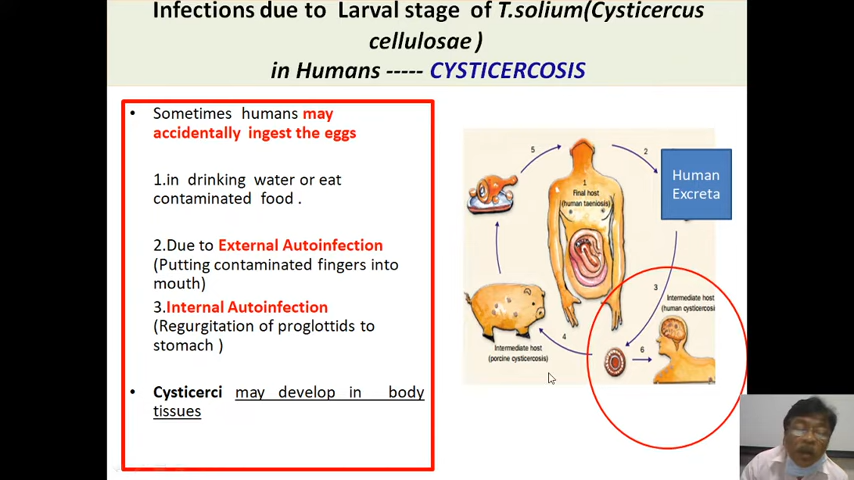 Infections due to Larval stage of T.solium(Cysticercus
cellulosae )
in Humans ----- CYSTICERCOSIS
• Sometimes humans may
accidentally ingest the eggs
1.in drinking water or eat
contaminated food .
2.Due to External Autoinfection
(Putting contaminated fingers into
mouth)
3.Internal Autoinfection
(Regurgitation of proglottids to
stomach )
• Cysticerci may develop in body
tissues
5
2
1
Final host
(human taeniosis)
Human
Excreta
3
Intermediate host
(human cysticercosis)
4
6
Intermediate host
(porcine cysticercosis)